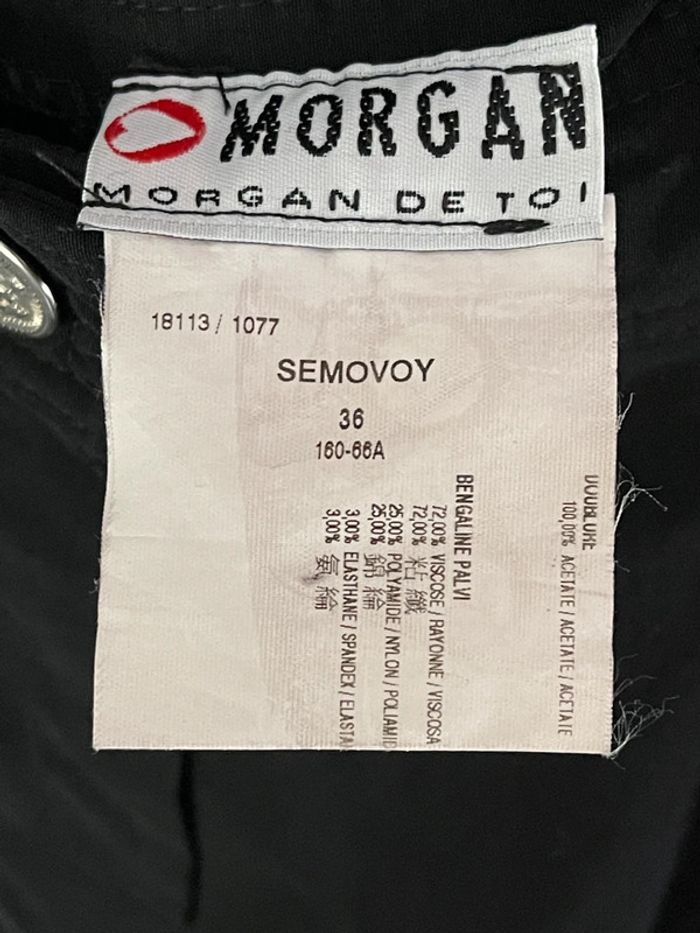 MORGAN
MORGAN DE TOI
18113 / 1077
SEMOVOY
36
160-66A
DOUBLURE
100,00% ACETATE / ACETATE / ACETATE
BENGALINE PALVI
72,00% VISCOSE / RAYONNE / VISCOSA
72,00% 粘纖
25,00% POLYAMIDE / NYLON / POLIAMID
25,00% 錦綸
3,00% ELASTHANE / SPANDEX / ELASTA
3,00% 氨綸